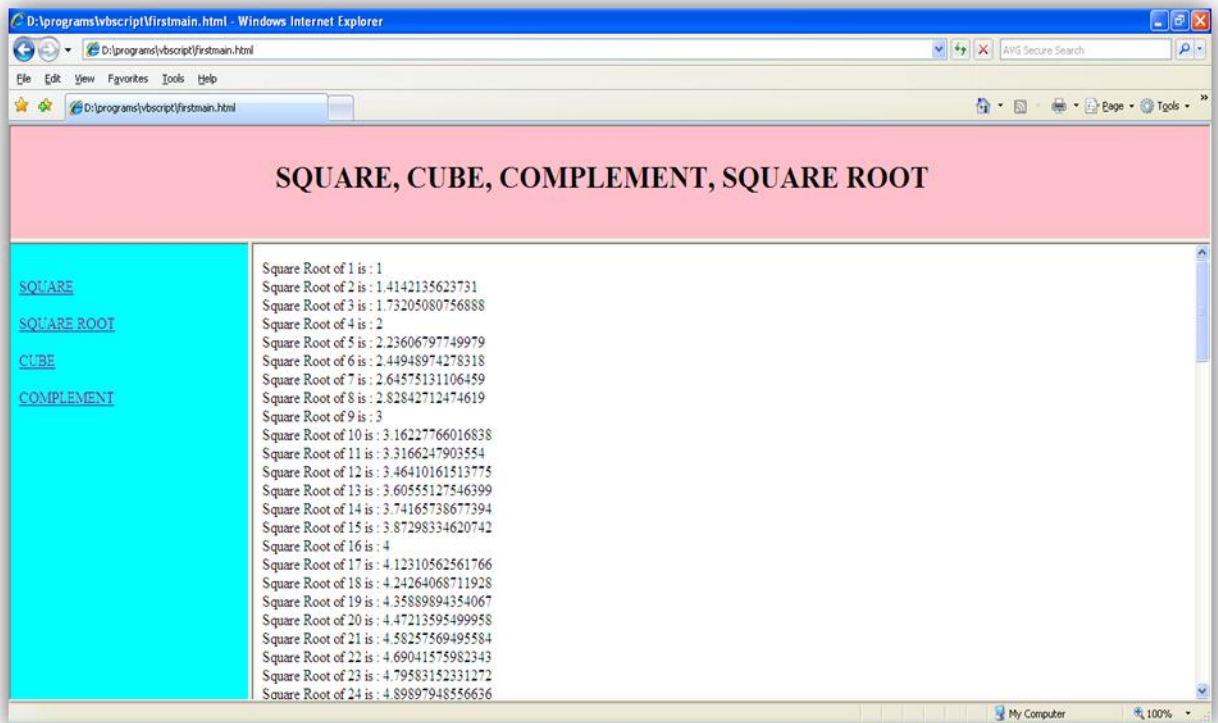 D:\programs\vbscript\firstmain.html - Windows Internet Explorer
D:\programs\vbscript\firstmain.html
AVG Secure Search
File Edit View Favorites Tools Help
D:\programs\vbscript\firstmain.html
Page Tools
SQUARE, CUBE, COMPLEMENT, SQUARE ROOT
SQUARE
SQUARE ROOT
CUBE
COMPLEMENT
Square Root of 1 is : 1
Square Root of 2 is : 1.4142135623731
Square Root of 3 is : 1.73205080756888
Square Root of 4 is : 2
Square Root of 5 is : 2.23606797749979
Square Root of 6 is : 2.44948974278318
Square Root of 7 is : 2.64575131106459
Square Root of 8 is : 2.82842712474619
Square Root of 9 is : 3
Square Root of 10 is : 3.16227766016838
Square Root of 11 is : 3.3166247903554
Square Root of 12 is : 3.46410161513775
Square Root of 13 is : 3.60555127546399
Square Root of 14 is : 3.74165738677394
Square Root of 15 is : 3.87298334620742
Square Root of 16 is : 4
Square Root of 17 is : 4.12310562561766
Square Root of 18 is : 4.24264068711928
Square Root of 19 is : 4.35889894354067
Square Root of 20 is : 4.47213595499958
Square Root of 21 is : 4.58257569495584
Square Root of 22 is : 4.69041575982343
Square Root of 23 is : 4.79583152331272
Square Root of 24 is : 4.89897948556636
My Computer
100%